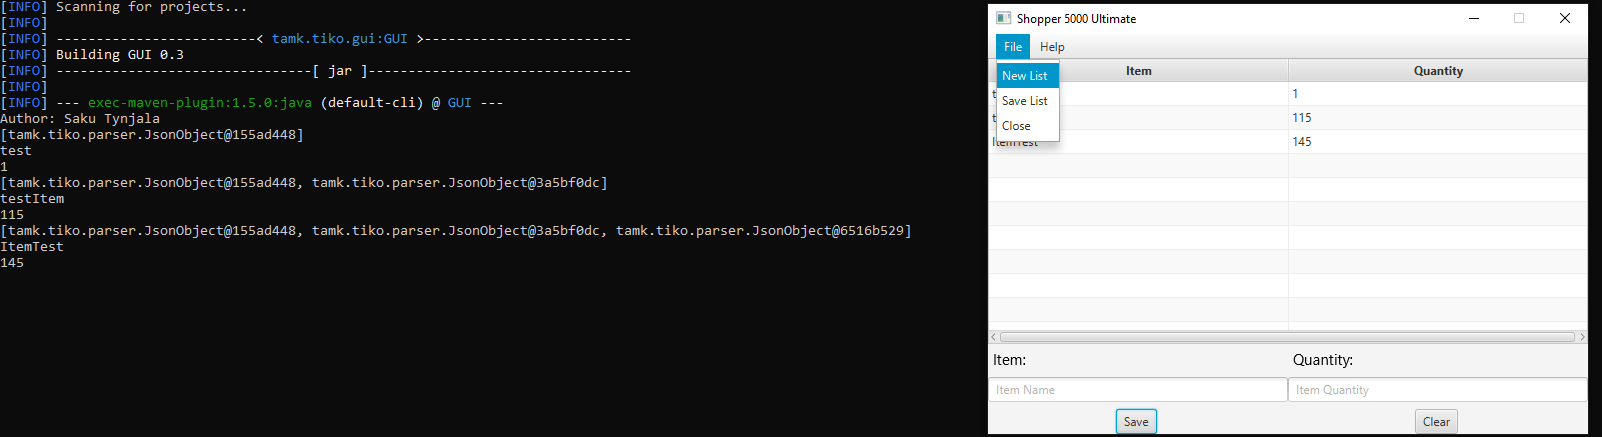 [INFO] Scanning for projects...
[INFO]
[INFO] -------------------------< tamk.tiko.gui:GUI >--------------------------
[INFO] Building GUI 0.3
[INFO] --------------------------------[ jar ]---------------------------------
[INFO]
[INFO] --- exec-maven-plugin:1.5.0:java (default-cli) @ GUI ---
Author: Saku Tynjala
[tamk.tiko.parser.JsonObject@155ad448]
test
1
[tamk.tiko.parser.JsonObject@155ad448, tamk.tiko.parser.JsonObject@3a5bf0dc]
testItem
115
[tamk.tiko.parser.JsonObject@155ad448, tamk.tiko.parser.JsonObject@3a5bf0dc, tamk.tiko.parser.JsonObject@6516b529]
ItemTest
145
Shopper 5000 Ultimate
File Help
New List
Save List
Close
Item Quantity
1
115
ItemTest 145
Item: Quantity:
Item Name Item Quantity
Save Clear